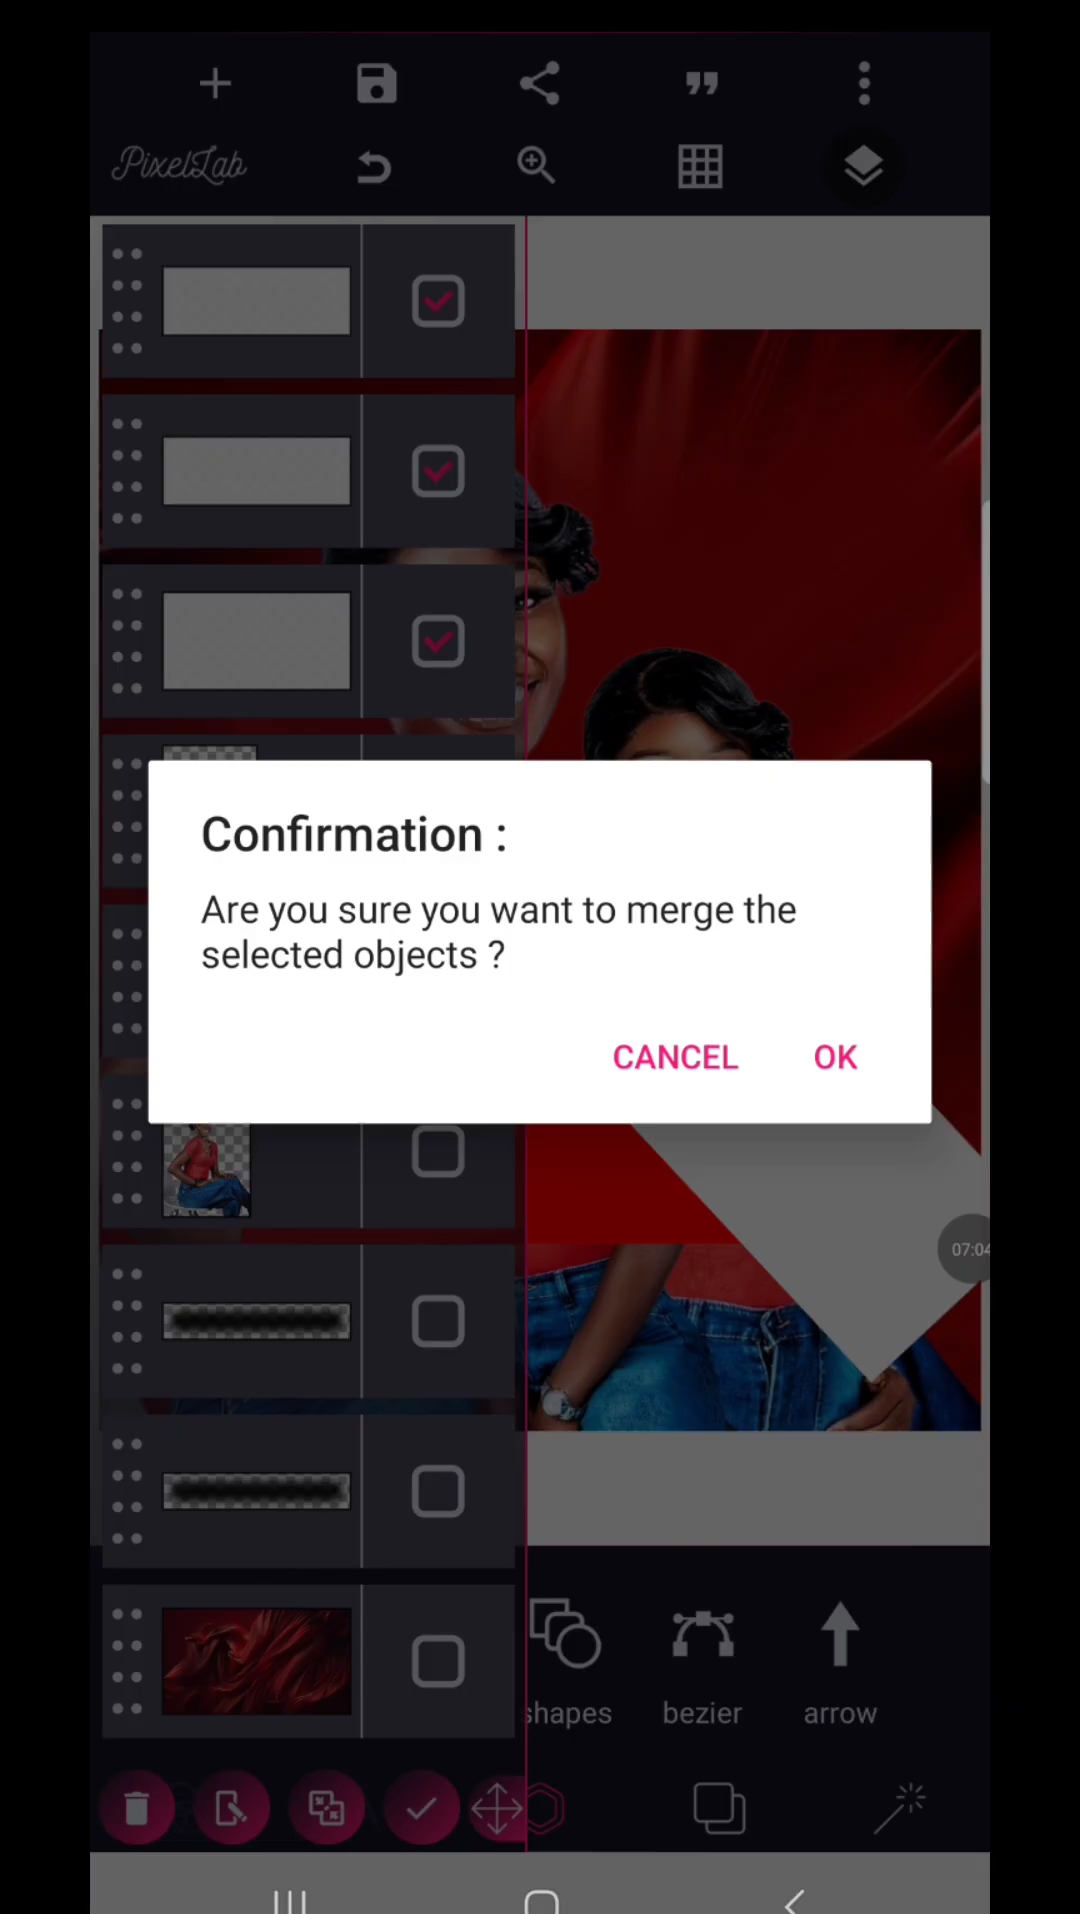 PixelLab
Confirmation :
Are you sure you want to merge the
selected objects ?
CANCEL
OK
07:04
shapes
bezier
arrow